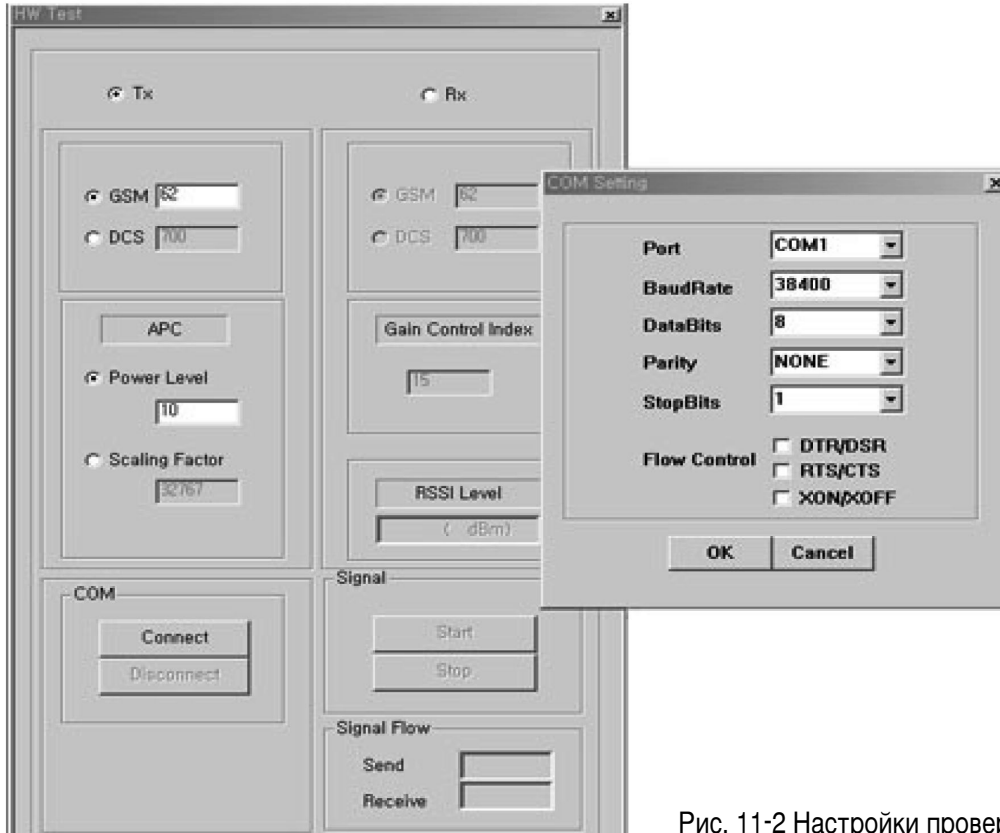 HW Test
Tx
Rx
GSM 62
DCS 700
GSM 62
DCS 700
APC
Power Level
10
Scaling Factor
32767
Gain Control Index
15
RSSI Level
( dBm)
COM
Connect
Disconnect
Signal
Start
Stop
Signal Flow
Send
Receive
COM Setting
Port COM1
BaudRate 38400
DataBits 8
Parity NONE
StopBits 1
Flow Control DTR/DSR
RTS/CTS
XON/XOFF
OK Cancel
Рис. 11-2 Настройки